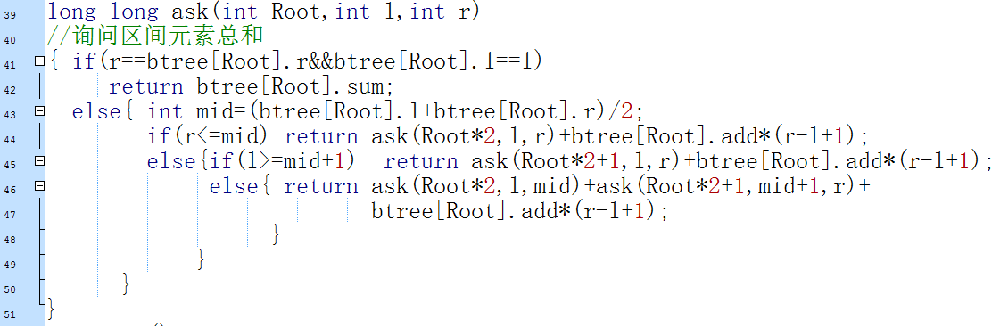 39 long long ask(int Root,int l,int r)
40 //询问区间元素总和
41 { if(r==btree[Root].r&&btree[Root].l==l)
42 return btree[Root].sum;
43 else{ int mid=(btree[Root].l+btree[Root].r)/2;
44 if(r<=mid) return ask(Root*2,l,r)+btree[Root].add*(r-l+1);
45 else{if(l>=mid+1)  return ask(Root*2+1,l,r)+btree[Root].add*(r-l+1);
46 else{ return ask(Root*2,l,mid)+ask(Root*2+1,mid+1,r)+
47 btree[Root].add*(r-l+1);
48 }
49 }
50 }
51 }